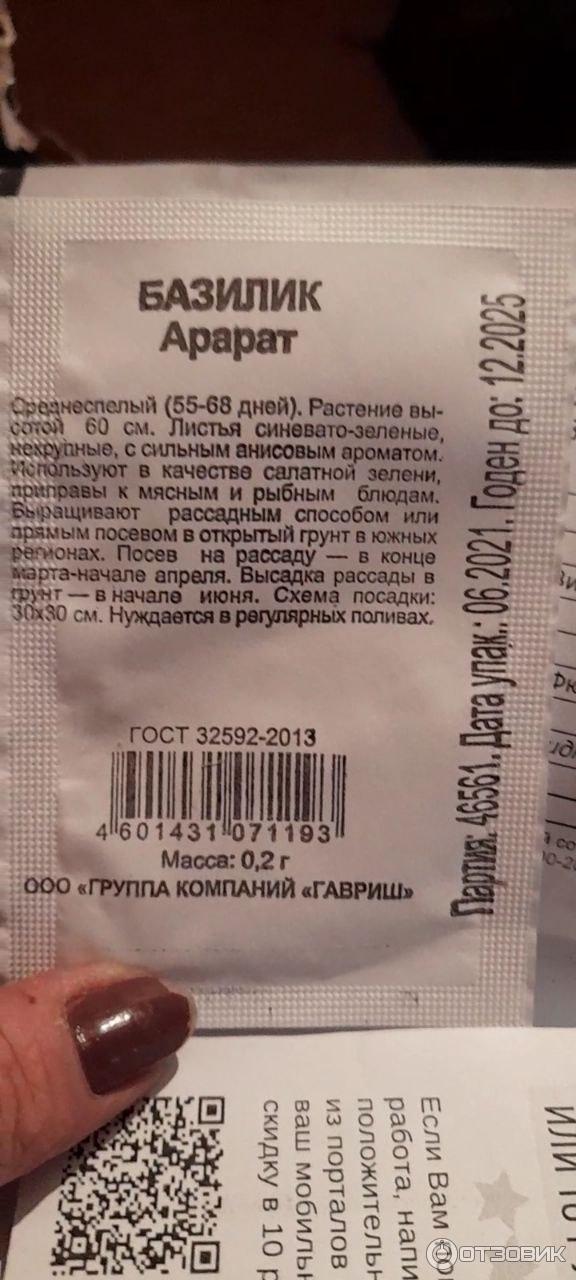 БАЗИЛИК
Арарат
Среднеспелый (55-68 дней). Растение вы-
сотой 60 см. Листья синевато-зеленые,
некрупные, с сильным анисовым ароматом.
Используют в качестве салатной зелени,
приправы к мясным и рыбным блюдам.
Выращивают рассадным способом или
прямым посевом в открытый грунт в южных
регионах. Посев на рассаду — в конце
марта-начале апреля. Высадка рассады в
грунт — в начале июня. Схема посадки:
30х30 см. Нуждается в регулярных поливах.
ГОСТ 32592-2013
4 601431 071193
Масса: 0,2 г
ООО «ГРУППА КОМПАНИЙ «ГАВРИШ»
Партия: 46561. Дата упак.: 06.2021. Годен до: 12.2025
Если Вам
работа, напи
положительн
из порталов
ваш мобильн
скидку в 10 р
ИЛИ
ОТЗОВИК